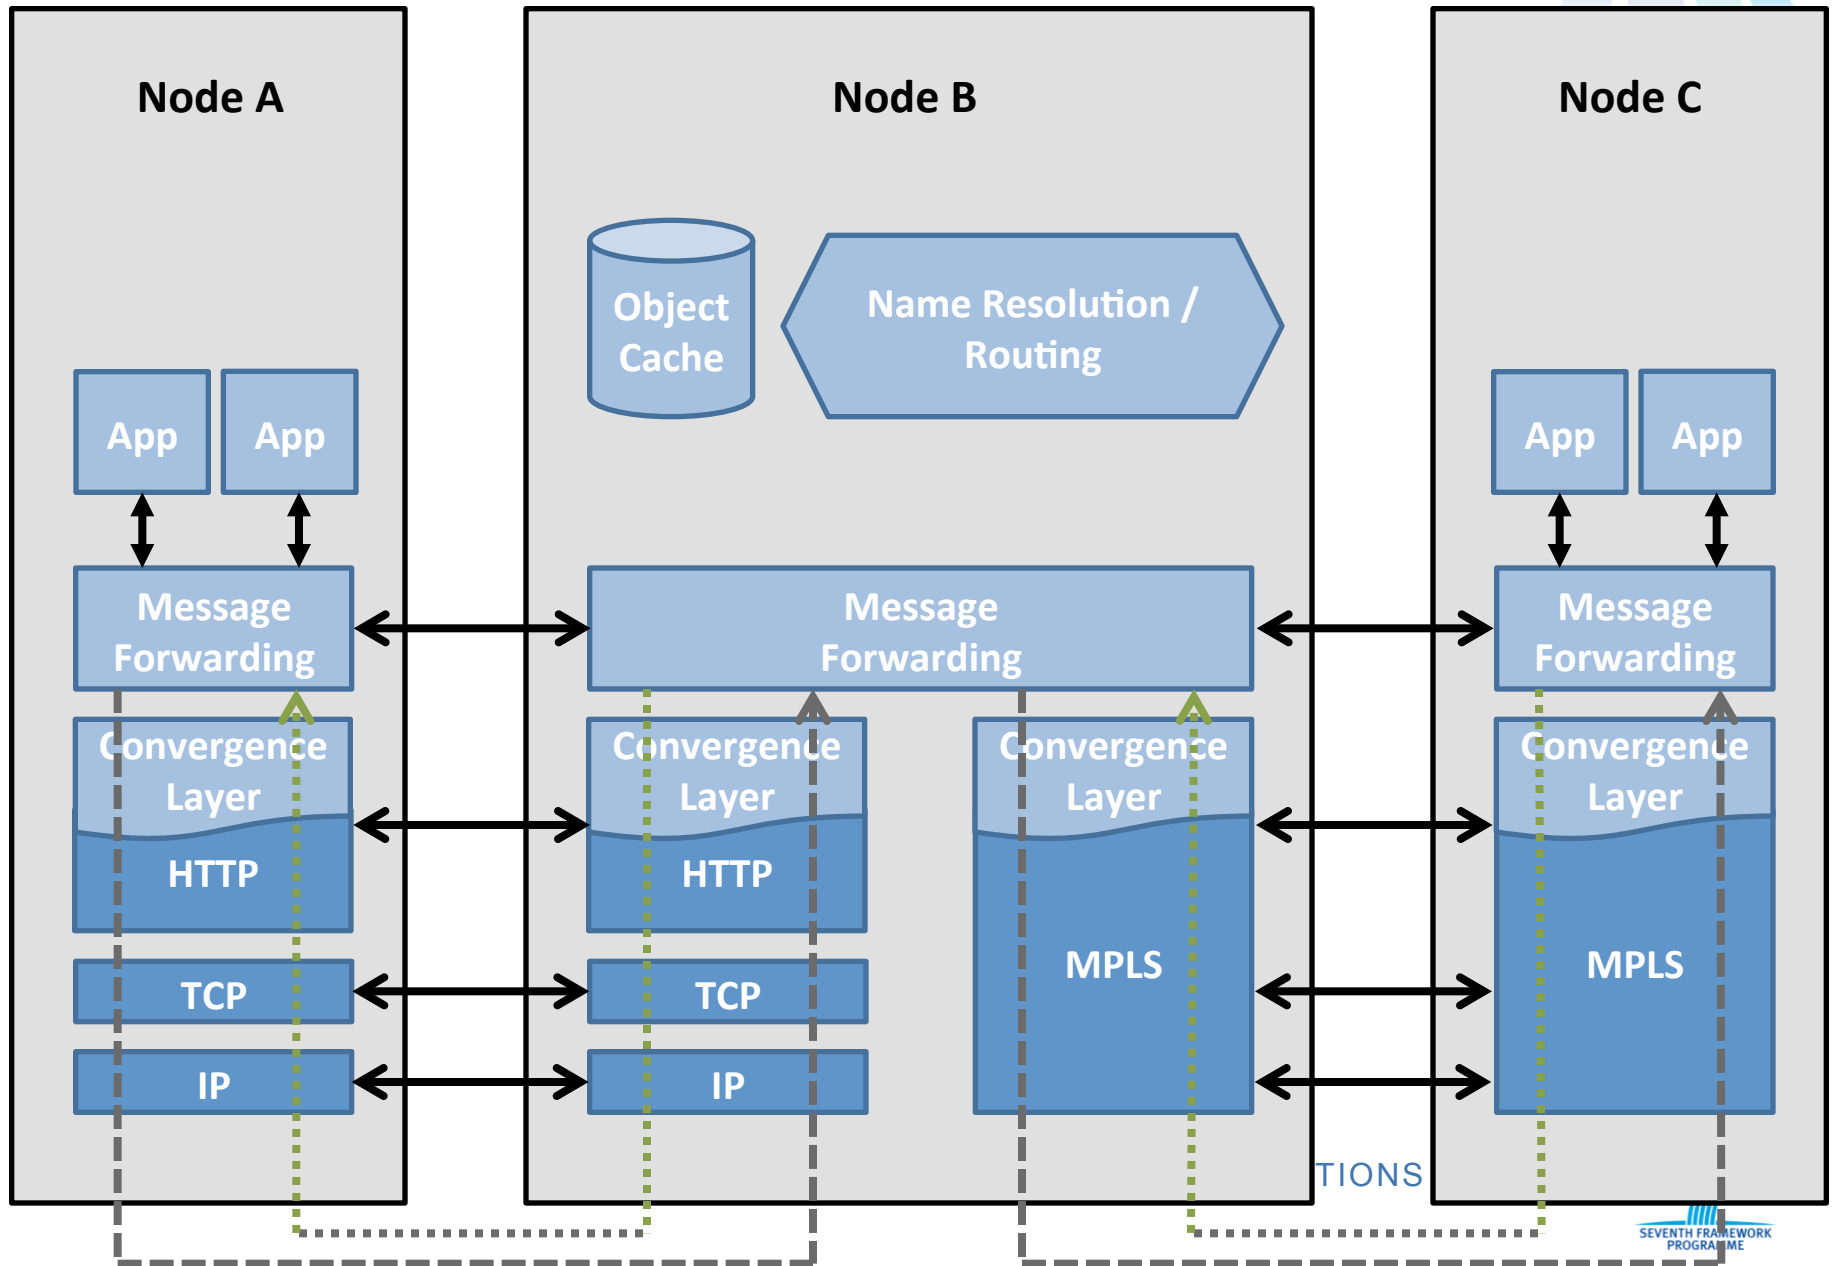 Node A
Node B
Node C
Object
Cache
Name Resolution /
Routing
App
App
App
App
Message
Forwarding
Message
Forwarding
Message
Forwarding
Convergence
Layer
Convergence
Layer
Convergence
Layer
Convergence
Layer
HTTP
HTTP
MPLS
MPLS
TCP
TCP
IP
IP
TIONS
SEVENTH FRAMEWORK
PROGRAMME